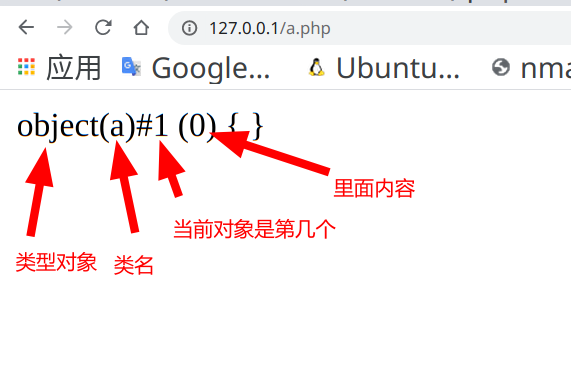 127.0.0.1/a.php
应用 Google... Ubuntu... nma
object(a)#1 (0) { }
里面内容
当前对象是第几个
类型对象 类名